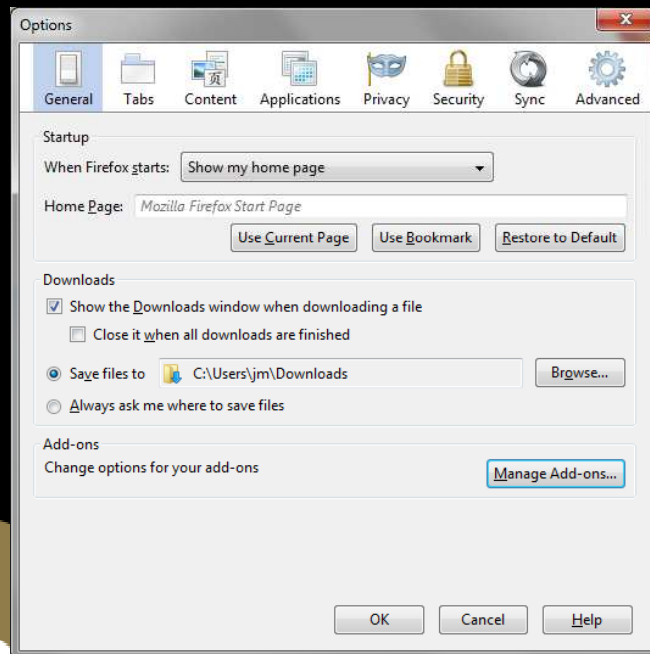 Options
General Tabs Content Applications Privacy Security Sync Advanced
Startup
When Firefox starts: Show my home page
Home Page: Mozilla Firefox Start Page
Use Current Page Use Bookmark Restore to Default
Downloads
Show the Downloads window when downloading a file
Close it when all downloads are finished
Save files to C:\Users\jm\Downloads Browse...
Always ask me where to save files
Add-ons
Change options for your add-ons
Manage Add-ons...
OK Cancel Help